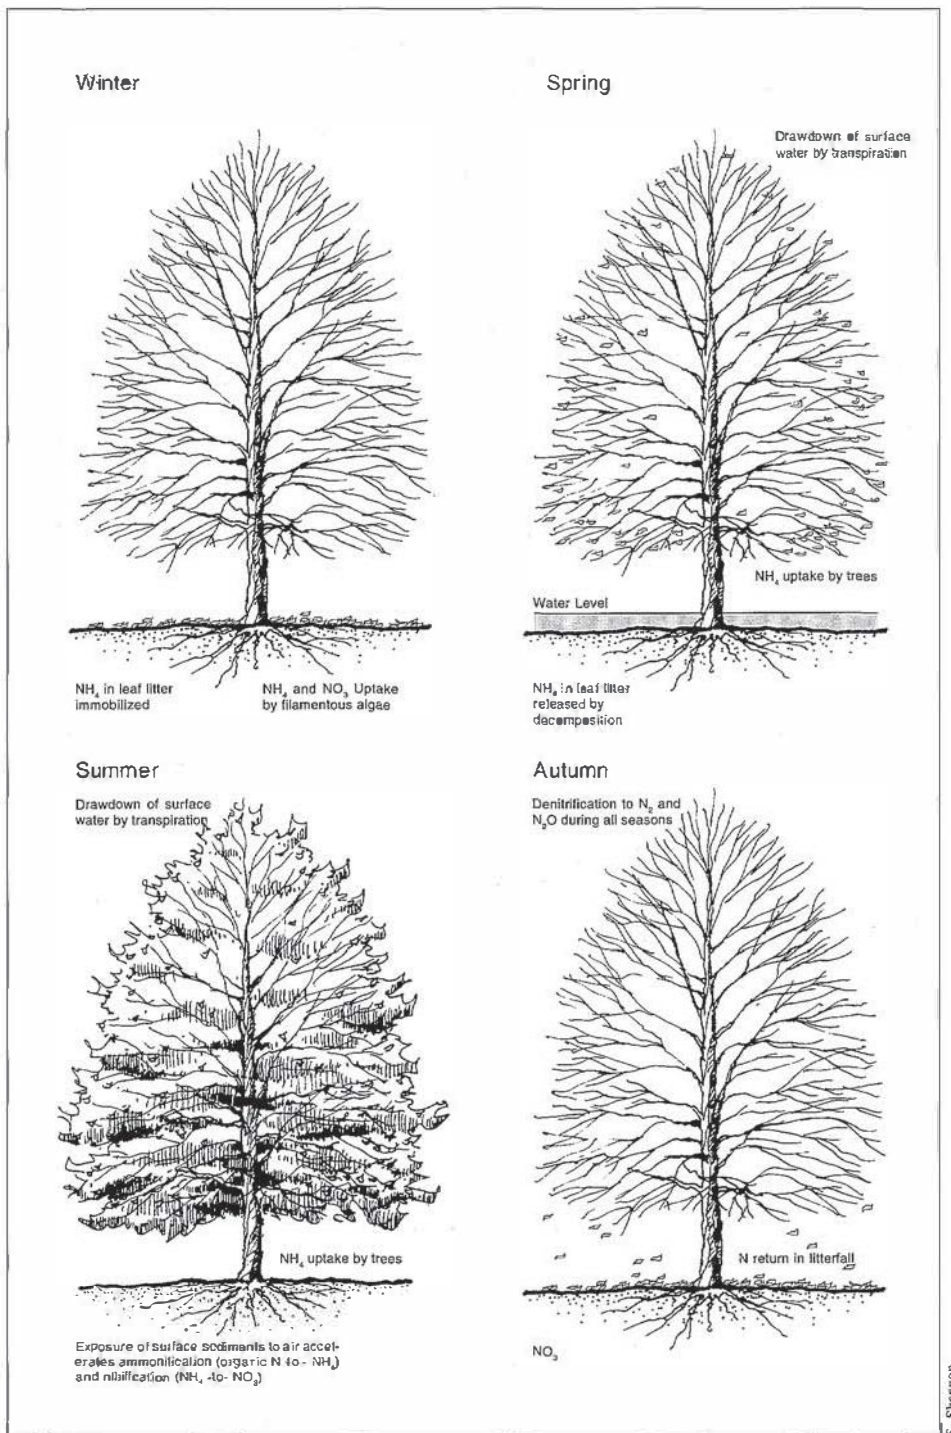 Winter
NH₄ in leaf litter
immobilized
NH₄ and NO₃ Uptake
by filamentous algae
Spring
Drawdown of surface
water by transpiration
NH₄ uptake by trees
Water Level
NH₄ in leaf litter
released by
decomposition
Summer
Drawdown of surface
water by transpiration
NH₄ uptake by trees
Exposure of surface sediments to air accel-
erates ammonification (organic N -to- NH₄)
and nitrification (NH₄ -to- NO₃)
Autumn
Denitrification to N₂ and
N₂O during all seasons
N return in litterfall
NO₃